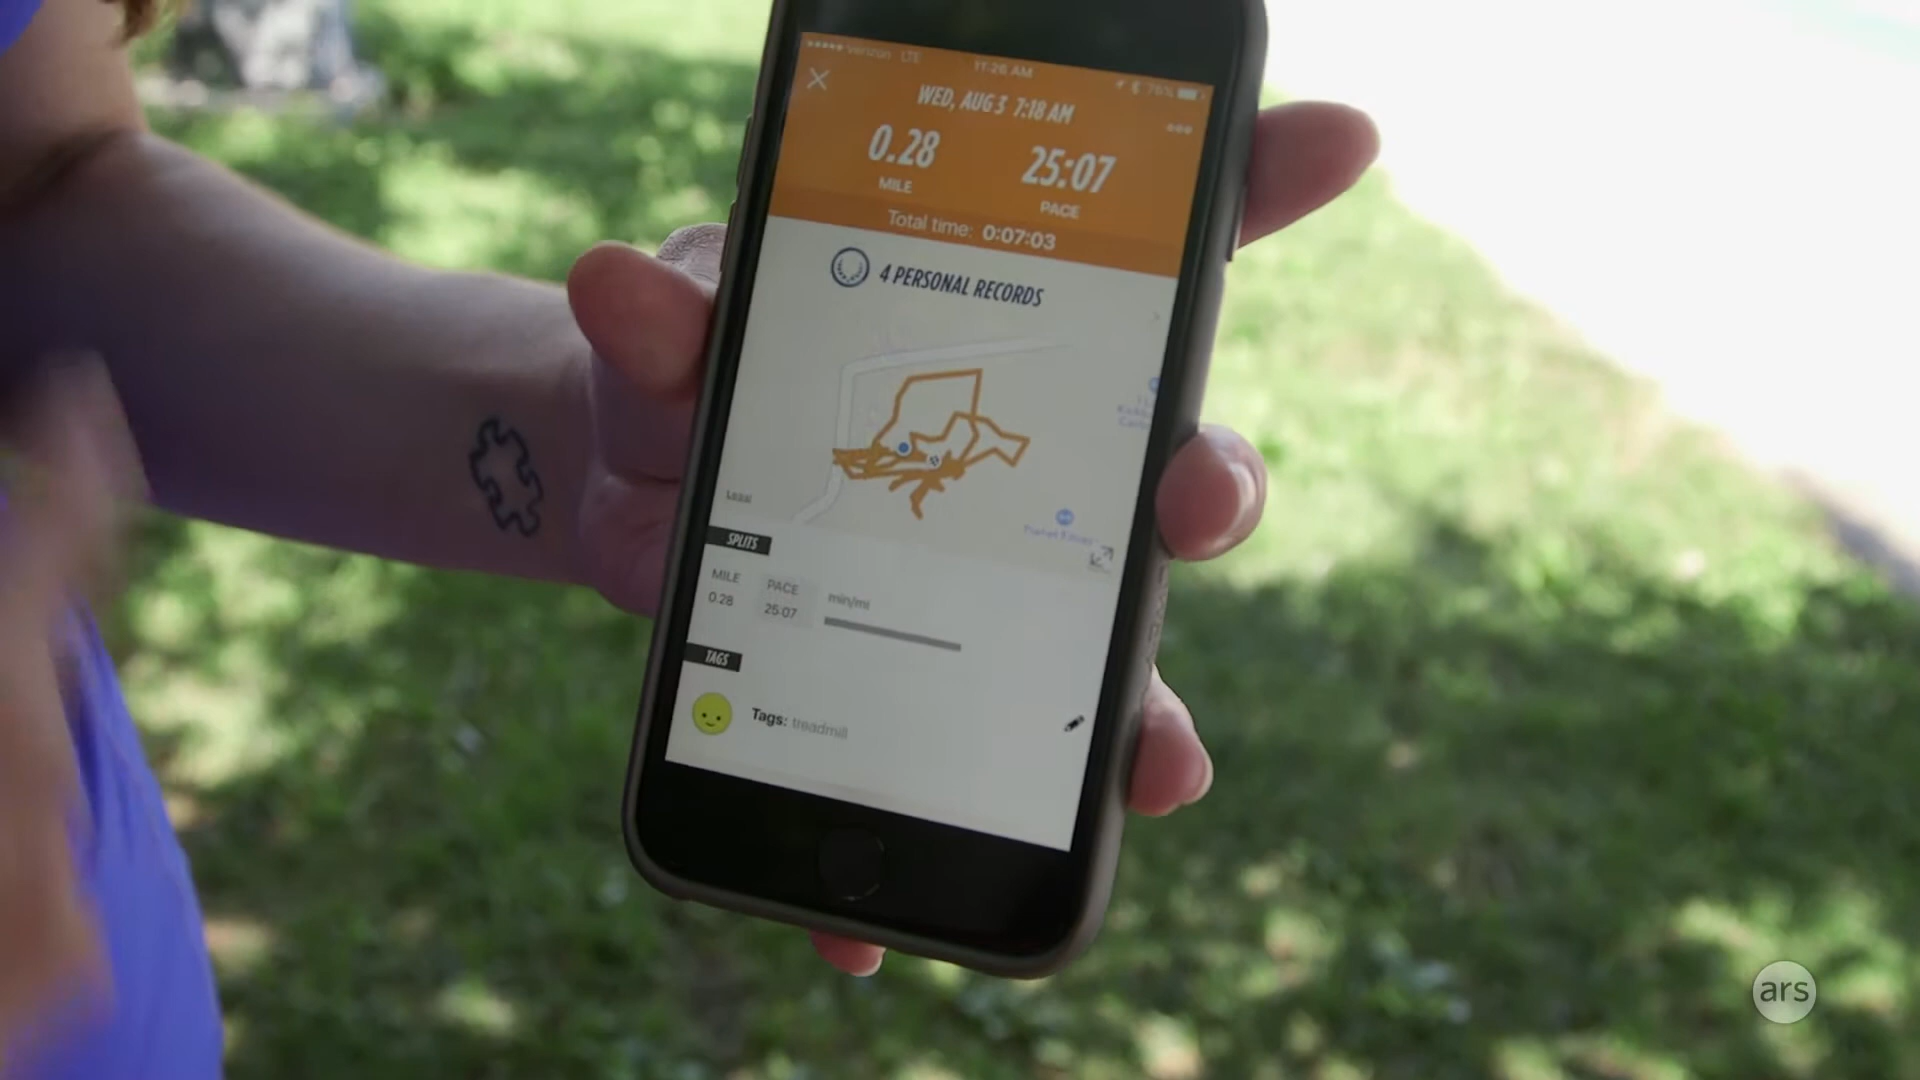 verizon LTE
11:26 AM
76%
WED, AUG 3 7:18 AM
0.28
MILE
25:07
PACE
Total time: 0:07:03
4 PERSONAL RECORDS
Legal
SPLITS
MILE
PACE
min/mi
0.28
25:07
TAGS
Tags: treadmill
ars